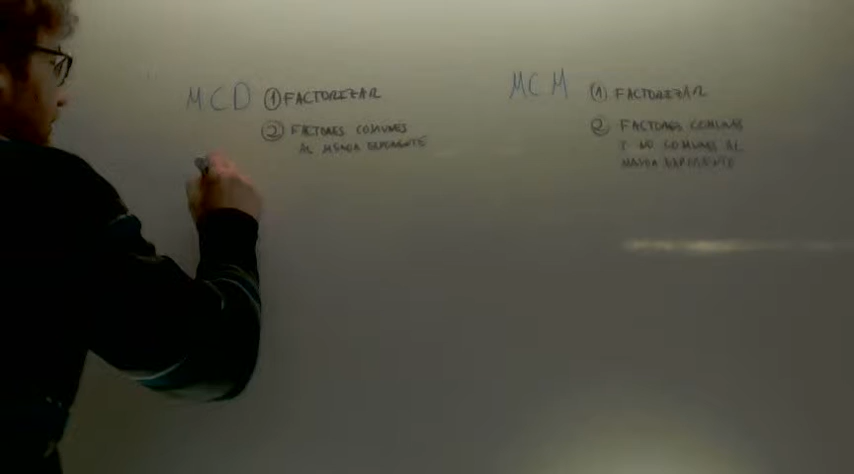 MCD ① FACTORIZAR
② FACTORES COMUNES
AL MENOR EXPONENTE
MCM ① FACTORIZAR
② FACTORES COMUNES
Y NO COMUNES AL
MAYOR EXPONENTE